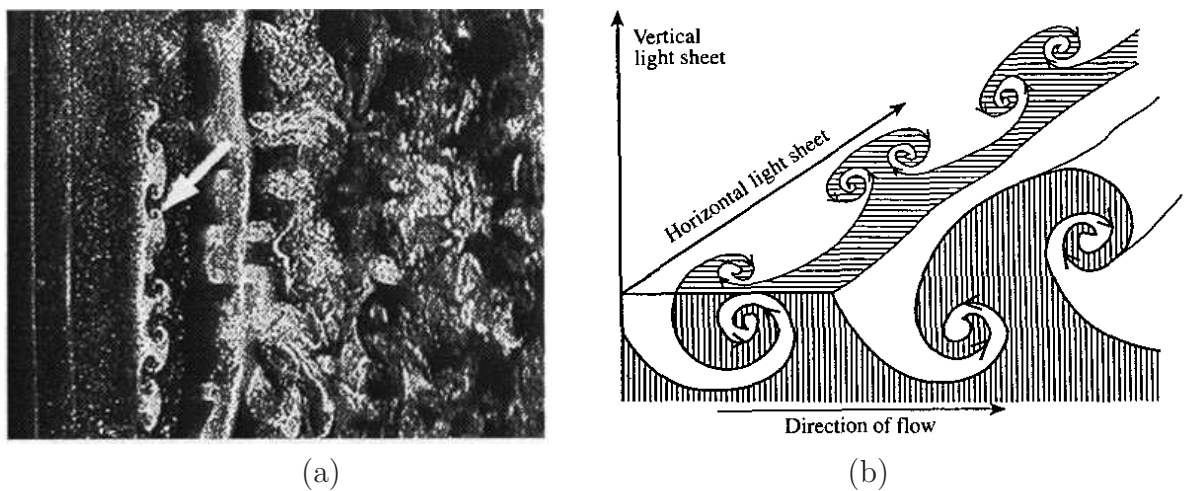 Vertical
light sheet
Horizontal light sheet
Direction of flow
(a)
(b)